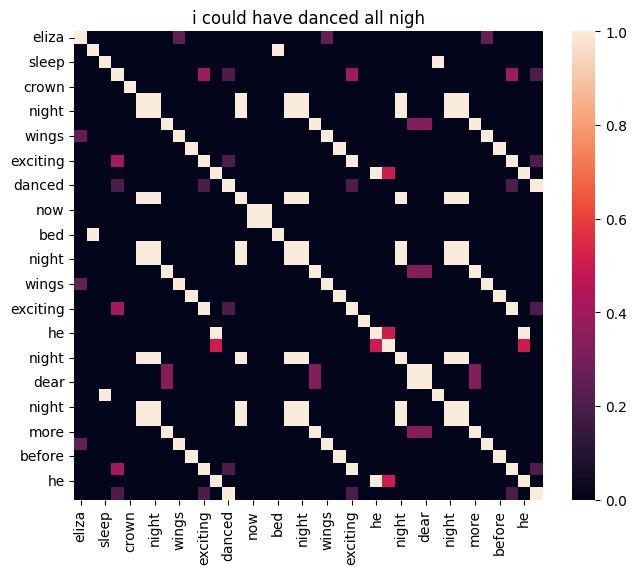 i could have danced all nigh
eliza
sleep
crown
night
wings
exciting
danced
now
bed
night
wings
exciting
he
night
dear
night
more
before
he
eliza
sleep
crown
night
wings
exciting
danced
now
bed
night
wings
exciting
he
night
dear
night
more
before
he
1.0
0.8
0.6
0.4
0.2
0.0